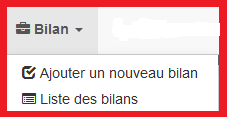 Bilan
Ajouter un nouveau bilan
Liste des bilans